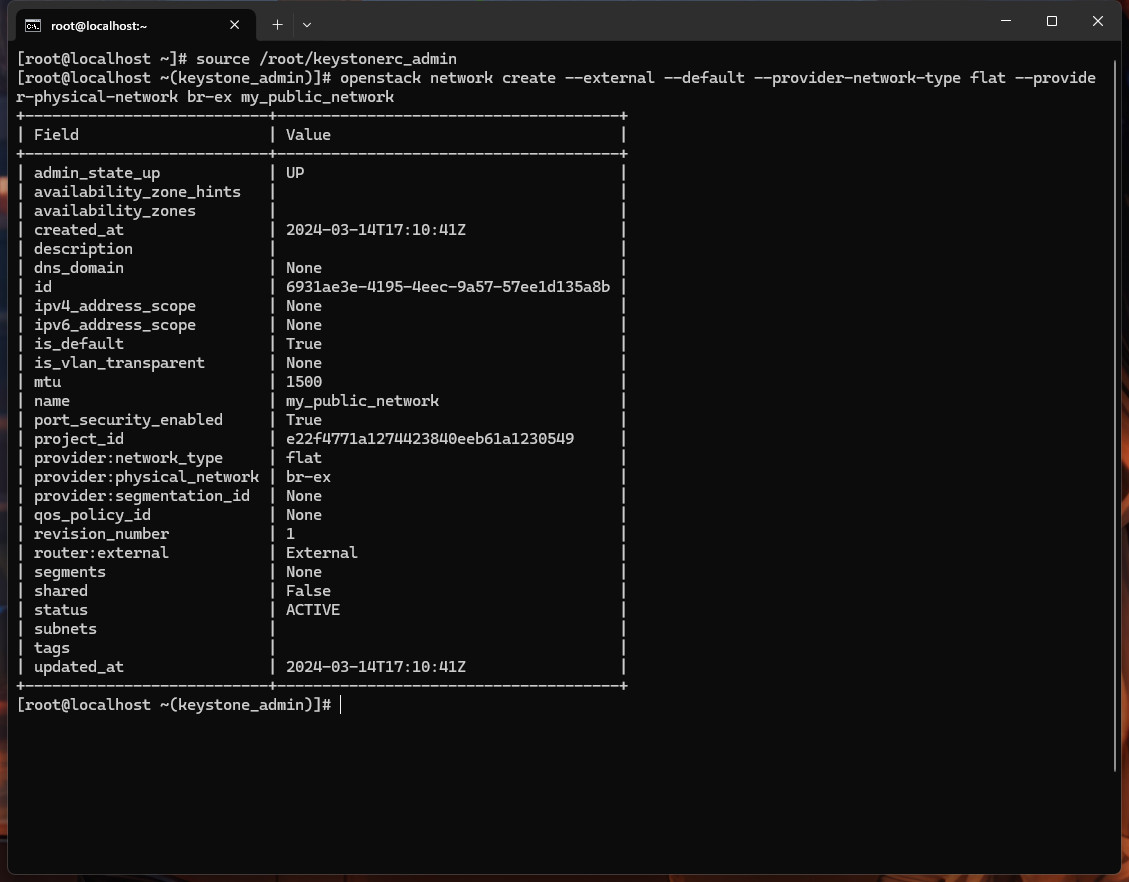 root@localhost:~
[root@localhost ~]# source /root/keystonerc_admin
[root@localhost ~(keystone_admin)]# openstack network create --external --default --provider-network-type flat --provide
r-physical-network br-ex my_public_network
+---------------------------+--------------------------------------+
| Field                     | Value                                |
+---------------------------+--------------------------------------+
| admin_state_up            | UP                                   |
| availability_zone_hints   |                                      |
| availability_zones        |                                      |
| created_at                | 2024-03-14T17:10:41Z                 |
| description               |                                      |
| dns_domain                | None                                 |
| id                        | 6931ae3e-4195-4eec-9a57-57ee1d135a8b |
| ipv4_address_scope        | None                                 |
| ipv6_address_scope        | None                                 |
| is_default                | True                                 |
| is_vlan_transparent       | None                                 |
| mtu                       | 1500                                 |
| name                      | my_public_network                    |
| port_security_enabled     | True                                 |
| project_id                | e22f4771a1274423840eeb61a1230549     |
| provider:network_type     | flat                                 |
| provider:physical_network | br-ex                                |
| provider:segmentation_id  | None                                 |
| qos_policy_id             | None                                 |
| revision_number           | 1                                    |
| router:external           | External                             |
| segments                  | None                                 |
| shared                    | False                                |
| status                    | ACTIVE                               |
| subnets                   |                                      |
| tags                      |                                      |
| updated_at                | 2024-03-14T17:10:41Z                 |
+---------------------------+--------------------------------------+
[root@localhost ~(keystone_admin)]#